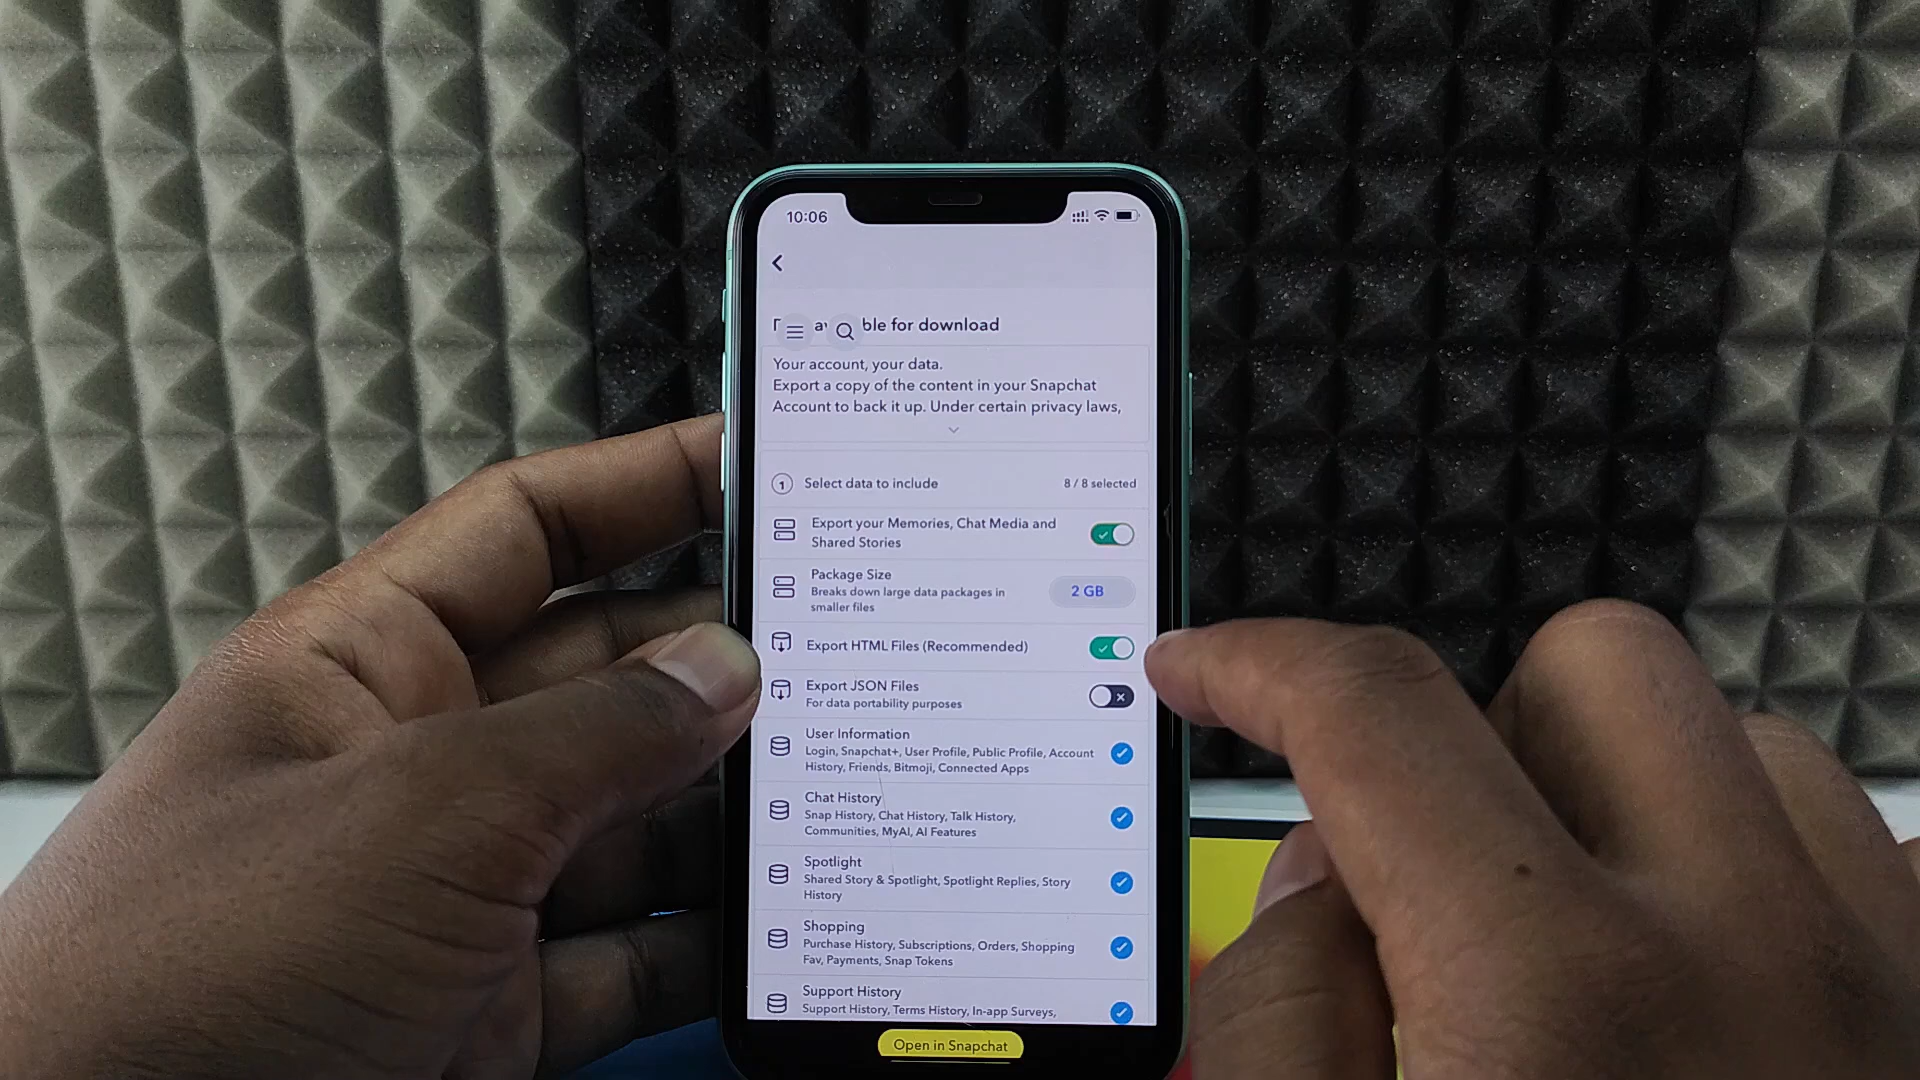 10:06
ble for download
Your account, your data.
Export a copy of the content in your Snapchat
Account to back it up. Under certain privacy laws,
1 Select data to include 8 / 8 selected
Export your Memories, Chat Media and
Shared Stories
Package Size
Breaks down large data packages in
smaller files
2 GB
Export HTML Files (Recommended)
Export JSON Files
For data portability purposes
User Information
Login, Snapchat+, User Profile, Public Profile, Account
History, Friends, Bitmoji, Connected Apps
Chat History
Snap History, Chat History, Talk History,
Communities, MyAI, AI Features
Spotlight
Shared Story & Spotlight, Spotlight Replies, Story
History
Shopping
Purchase History, Subscriptions, Orders, Shopping
Fav, Payments, Snap Tokens
Support History
Support History, Terms History, In-app Surveys,
Open in Snapchat